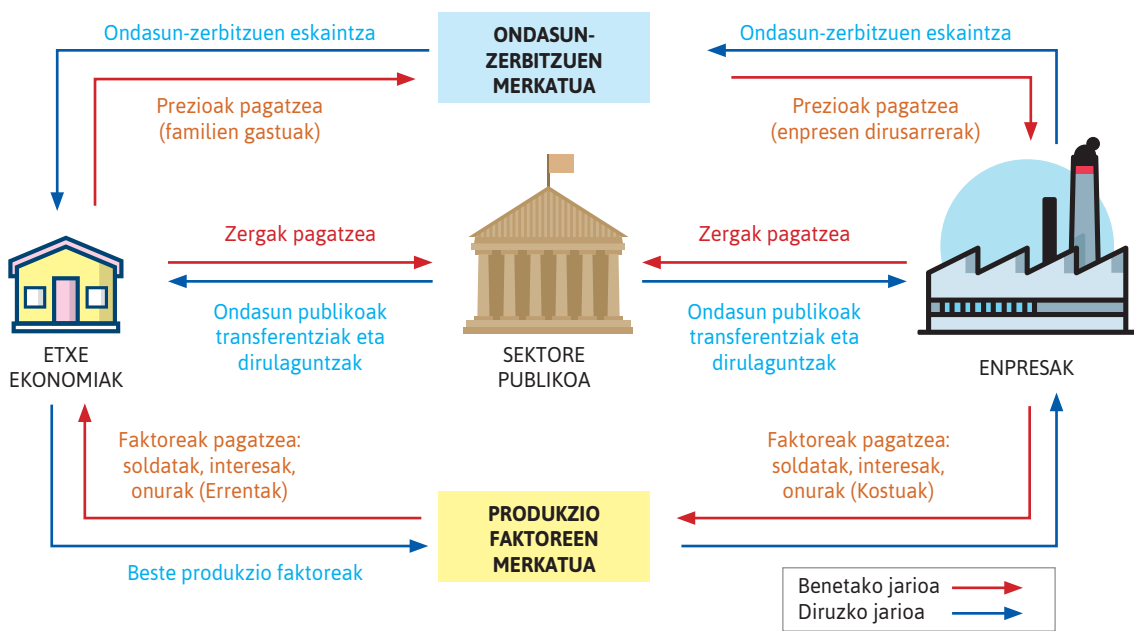 Ondasun-zerbitzuen eskaintza
ONDASUN-
ZERBITZUEN
MERKATUA
Ondasun-zerbitzuen eskaintza
Prezioak pagatzea
(familien gastuak)
Prezioak pagatzea
(enpresen dirusarrerak)
Zergak pagatzea
Zergak pagatzea
Ondasun publikoak
transferentziak eta
dirulaguntzak
Ondasun publikoak
transferentziak eta
dirulaguntzak
ETXE
EKONOMIAK
SEKTORE
PUBLIKOA
ENPRESAK
Faktoreak pagatzea:
soldatak, interesak,
onurak (Errentak)
Faktoreak pagatzea:
soldatak, interesak,
onurak (Kostuak)
PRODUKZIO
FAKTOREEN
MERKATUA
Beste produkzio faktoreak
Benetako jarioa
Diruzko jarioa